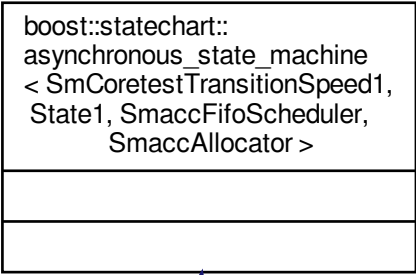 boost::statechart::
asynchronous_state_machine
< SmCoretestTransitionSpeed1,
State1, SmaccFifoScheduler,
SmaccAllocator >